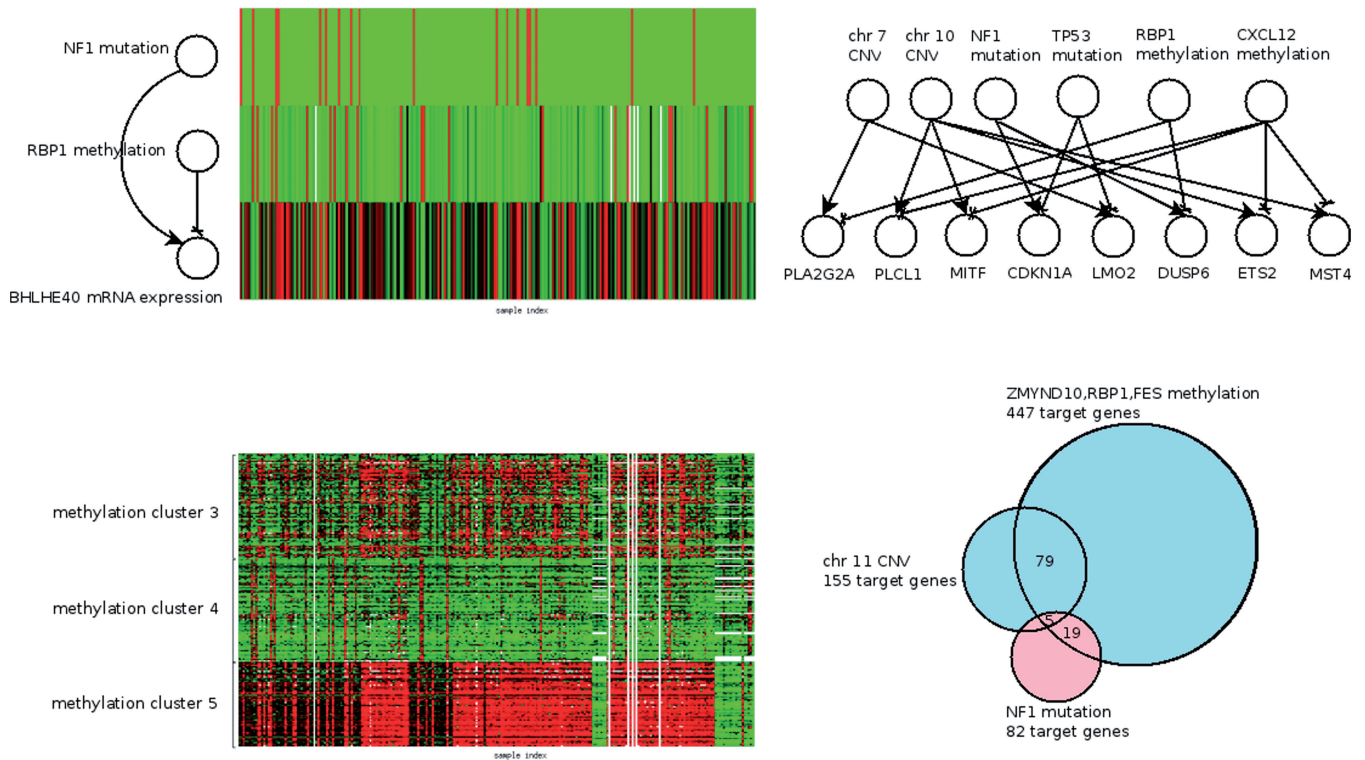 NF1 mutation
RBP1 methylation
BHLHE40 mRNA expression
sample index
chr 7
CNV
chr 10
CNV
NF1
mutation
TP53
mutation
RBP1
methylation
CXCL12
methylation
PLA2G2A
PLCL1
MITF
CDKN1A
LMO2
DUSP6
ETS2
MST4
methylation cluster 3
methylation cluster 4
methylation cluster 5
sample index
ZMYND10,RBP1,FES methylation
447 target genes
chr 11 CNV
155 target genes
79
5
19
NF1 mutation
82 target genes